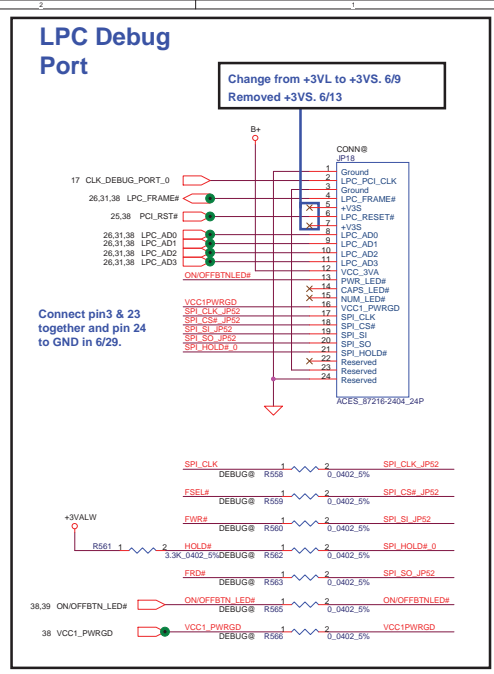 2
1
LPC Debug
Port
Change from +3VL to +3VS. 6/9
Removed +3VS. 6/13
B+
CONN@
JP18
17 CLK_DEBUG_PORT_0
26,31,38 LPC_FRAME#
25,38 PCI_RST#
26,31,38 LPC_AD0
26,31,38 LPC_AD1
26,31,38 LPC_AD2
26,31,38 LPC_AD3
ON/OFFBTNLED#
VCC1PWRGD
SPI_CLK_JP52
SPI_CS#_JP52
SPI_SI_JP52
SPI_SO_JP52
SPI_HOLD#_0
1 Ground
2 LPC_PCI_CLK
3 Ground
4 LPC_FRAME#
5 +V3S
6 LPC_RESET#
7 +V3S
8 LPC_AD0
9 LPC_AD1
10 LPC_AD2
11 LPC_AD3
12 VCC_3VA
13 PWR_LED#
14 CAPS_LED#
15 NUM_LED#
16 VCC1_PWRGD
17 SPI_CLK
18 SPI_CS#
19 SPI_SI
20 SPI_SO
21 SPI_HOLD#
22 Reserved
23 Reserved
24 Reserved
ACES_87216-2404_24P
Connect pin3 & 23
together and pin 24
to GND in 6/29.
SPI_CLK 1 2 SPI_CLK_JP52
DEBUG@ R558 0_0402_5%
FSEL# 1 2 SPI_CS#_JP52
DEBUG@ R559 0_0402_5%
+3VALW
FWR# 1 2 SPI_SI_JP52
DEBUG@ R560 0_0402_5%
R561 1 2 HOLD# 1 2 SPI_HOLD#_0
3.3K_0402_5% DEBUG@ R562 0_0402_5%
FRD# 1 2 SPI_SO_JP52
DEBUG@ R563 0_0402_5%
38,39 ON/OFFBTN_LED# ON/OFFBTN_LED# 1 2 ON/OFFBTNLED#
DEBUG@ R565 0_0402_5%
38 VCC1_PWRGD VCC1_PWRGD 1 2 VCC1PWRGD
DEBUG@ R566 0_0402_5%